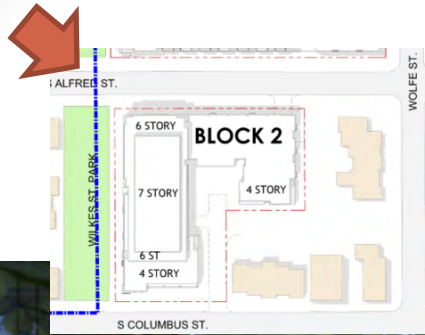 S ALFRED ST.
WOLFE ST.
6 STORY
BLOCK 2
7 STORY
4 STORY
WILKES ST. PARK
6 ST
4 STORY
S COLUMBUS ST.